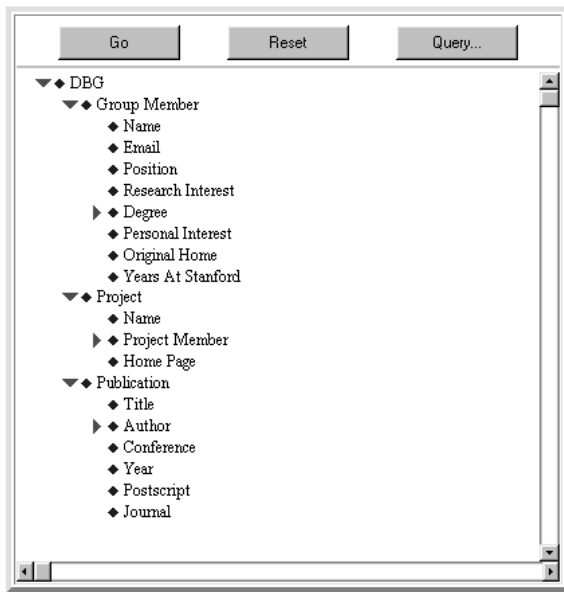 Go Reset Query...
DBG
Group Member
Name
Email
Position
Research Interest
Degree
Personal Interest
Original Home
Years At Stanford
Project
Name
Project Member
Home Page
Publication
Title
Author
Conference
Year
Postscript
Journal